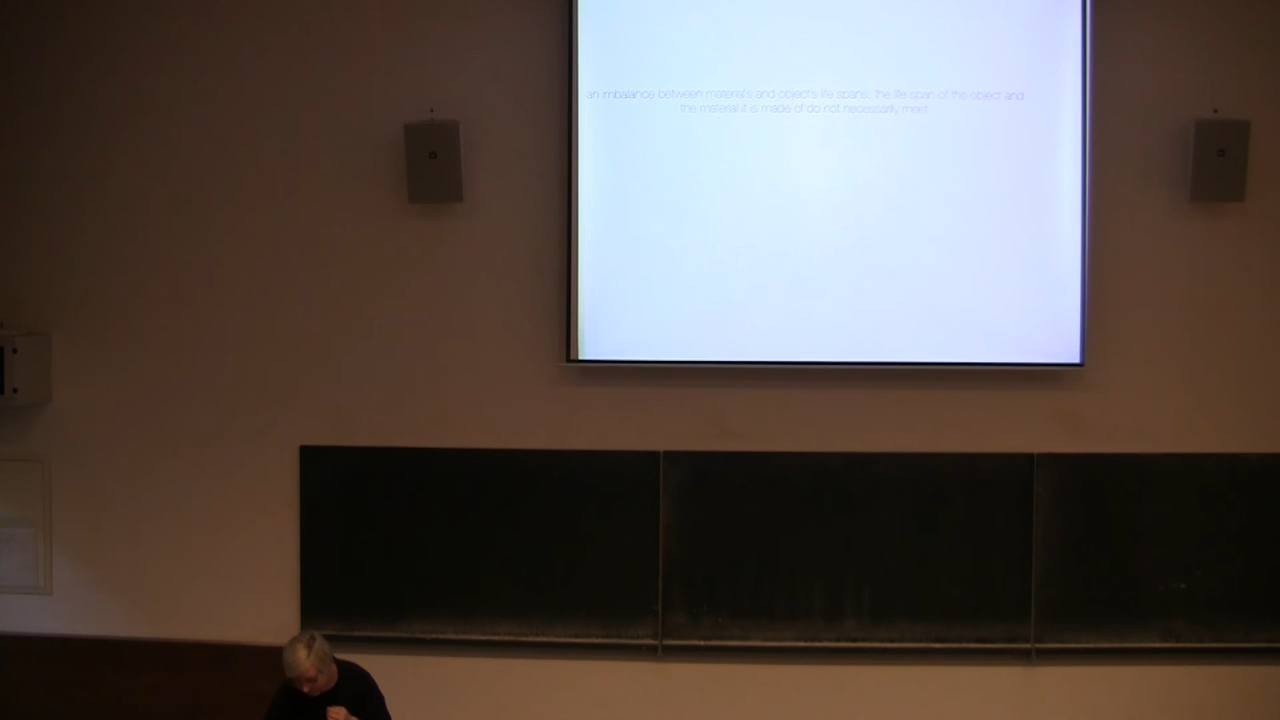 an imbalance between material's and object's life spans; the life span of the object and
the material it is made of do not necessarily meet